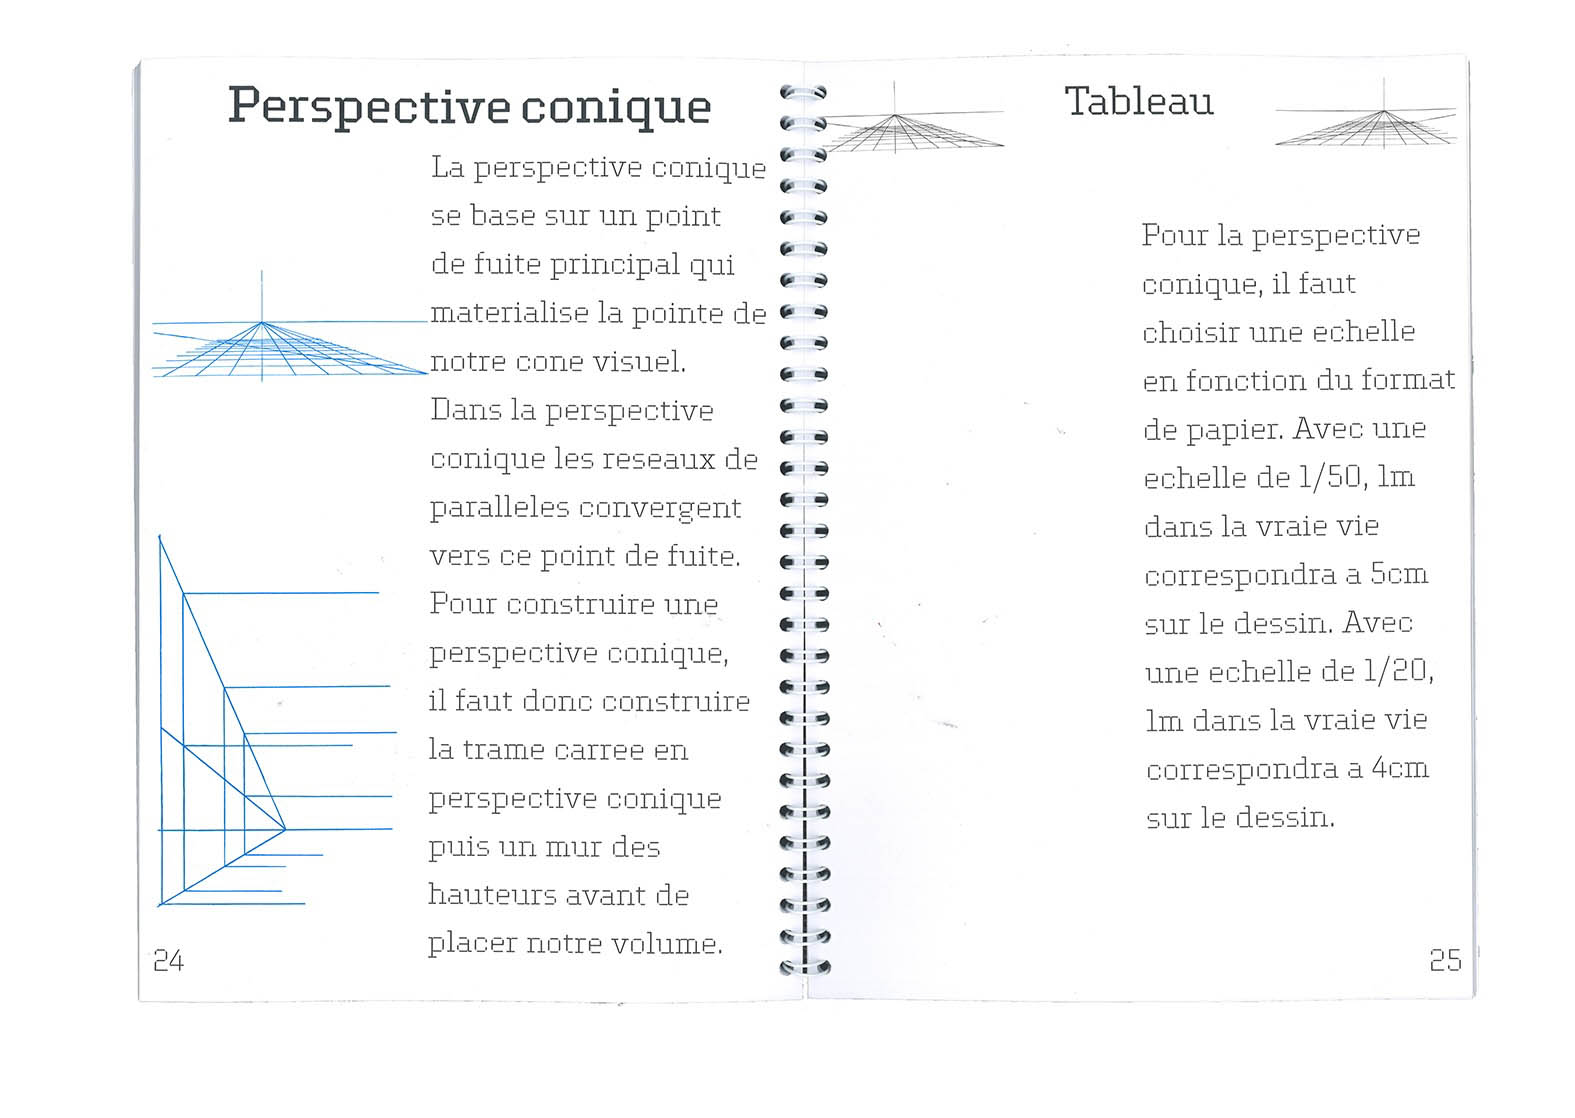 Perspective conique
La perspective conique
se base sur un point
de fuite principal qui
materialise la pointe de
notre cone visuel.
Dans la perspective
conique les reseaux de
paralleles convergent
vers ce point de fuite.
Pour construire une
perspective conique,
il faut donc construire
la trame carree en
perspective conique
puis un mur des
hauteurs avant de
placer notre volume.
24
Tableau
Pour la perspective
conique, il faut
choisir une echelle
en fonction du format
de papier. Avec une
echelle de 1/50, 1m
dans la vraie vie
correspondra a 5cm
sur le dessin. Avec
une echelle de 1/20,
1m dans la vraie vie
correspondra a 4cm
sur le dessin.
25